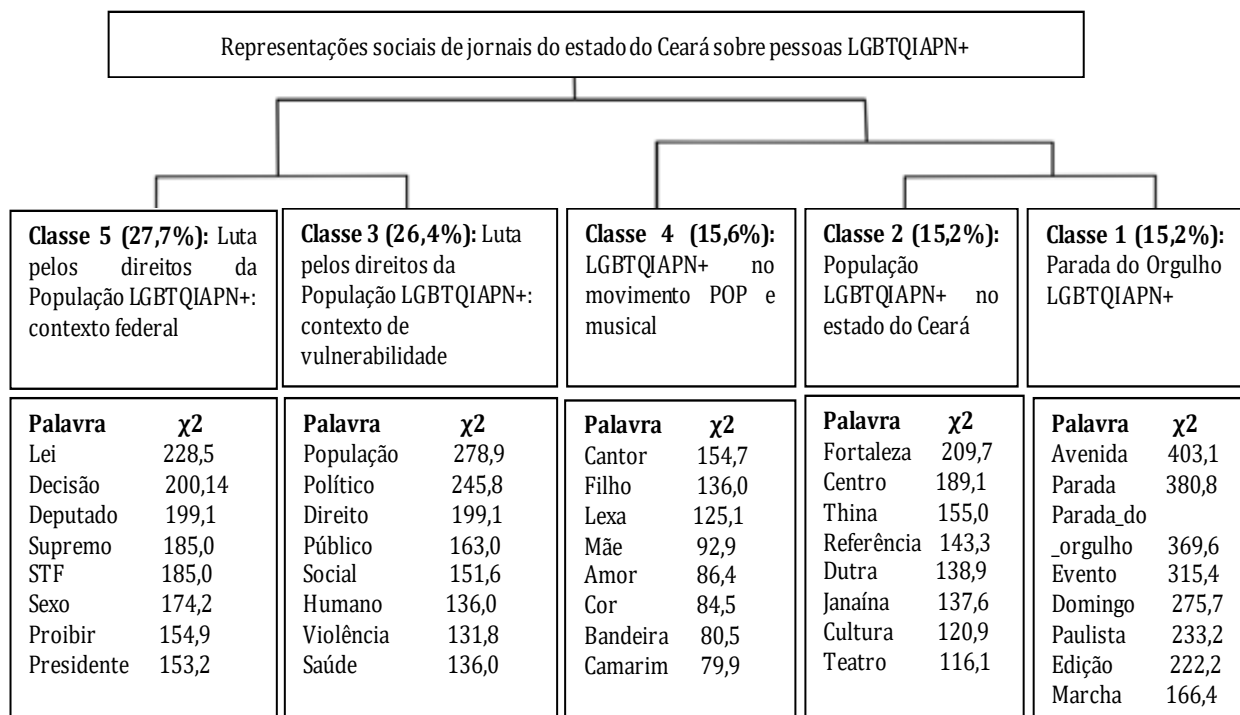 Representações sociais de jornais do estado do Ceará sobre pessoas LGBTQIAPN+
Classe 5 (27,7%): Luta
pelos direitos da
População LGBTQIAPN+:
contexto federal
Classe 3 (26,4%): Luta
pelos direitos da
População LGBTQIAPN+:
contexto de
vulnerabilidade
Classe 4 (15,6%):
LGBTQIAPN+ no
movimento POP e
musical
Classe 2 (15,2%):
População
LGBTQIAPN+ no
estado do Ceará
Classe 1 (15,2%):
Parada do Orgulho
LGBTQIAPN+
Palavra χ2
Lei 228,5
Decisão 200,14
Deputado 199,1
Supremo 185,0
STF 185,0
Sexo 174,2
Proibir 154,9
Presidente 153,2
Palavra χ2
População 278,9
Político 245,8
Direito 199,1
Público 163,0
Social 151,6
Humano 136,0
Violência 131,8
Saúde 136,0
Palavra χ2
Cantor 154,7
Filho 136,0
Lexa 125,1
Mãe 92,9
Amor 86,4
Cor 84,5
Bandeira 80,5
Camarim 79,9
Palavra χ2
Fortaleza 209,7
Centro 189,1
Thina 155,0
Referência 143,3
Dutra 138,9
Janaína 137,6
Cultura 120,9
Teatro 116,1
Palavra χ2
Avenida 403,1
Parada 380,8
Parada_do
_orgulho 369,6
Evento 315,4
Domingo 275,7
Paulista 233,2
Edição 222,2
Marcha 166,4